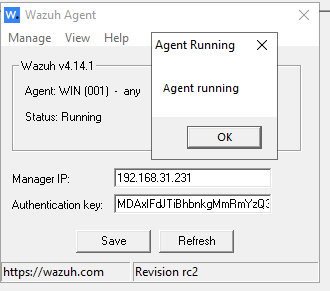 Wazuh Agent
Manage View Help
Wazuh v4.14.1
Agent: WIN (001) - any
Status: Running
Agent Running
Agent running
OK
Manager IP:
192.168.31.231
Authentication key:
Save
Refresh
https://wazuh.com
Revision rc2